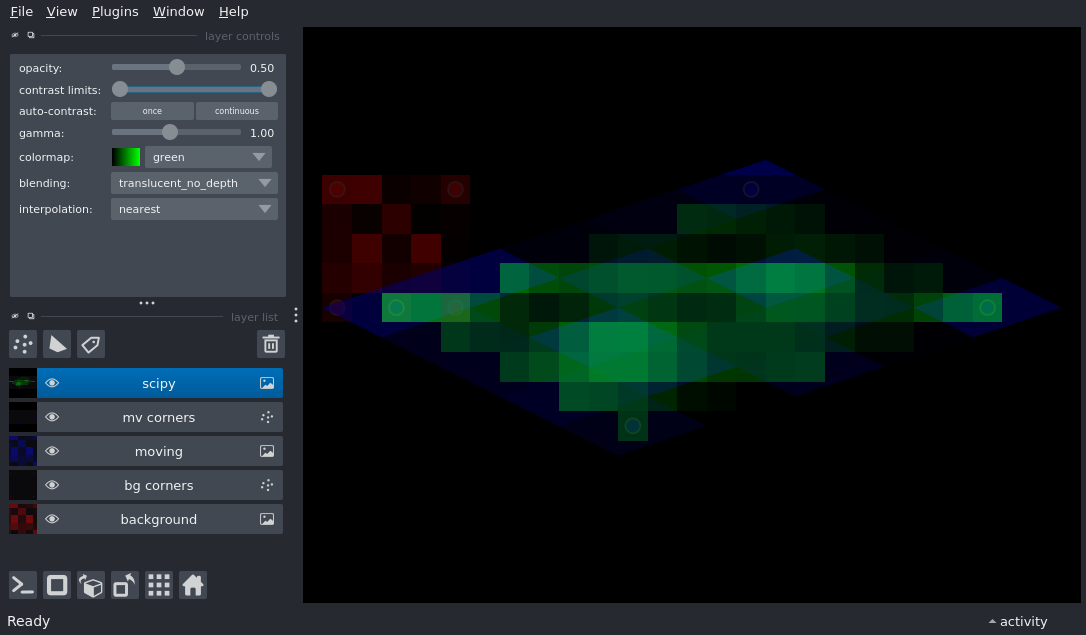 File View Plugins Window Help
layer controls
opacity: 0.50
contrast limits:
auto-contrast: once continuous
gamma: 1.00
colormap: green
blending: translucent_no_depth
interpolation: nearest
layer list
scipy
mv corners
moving
bg corners
background
Ready activity